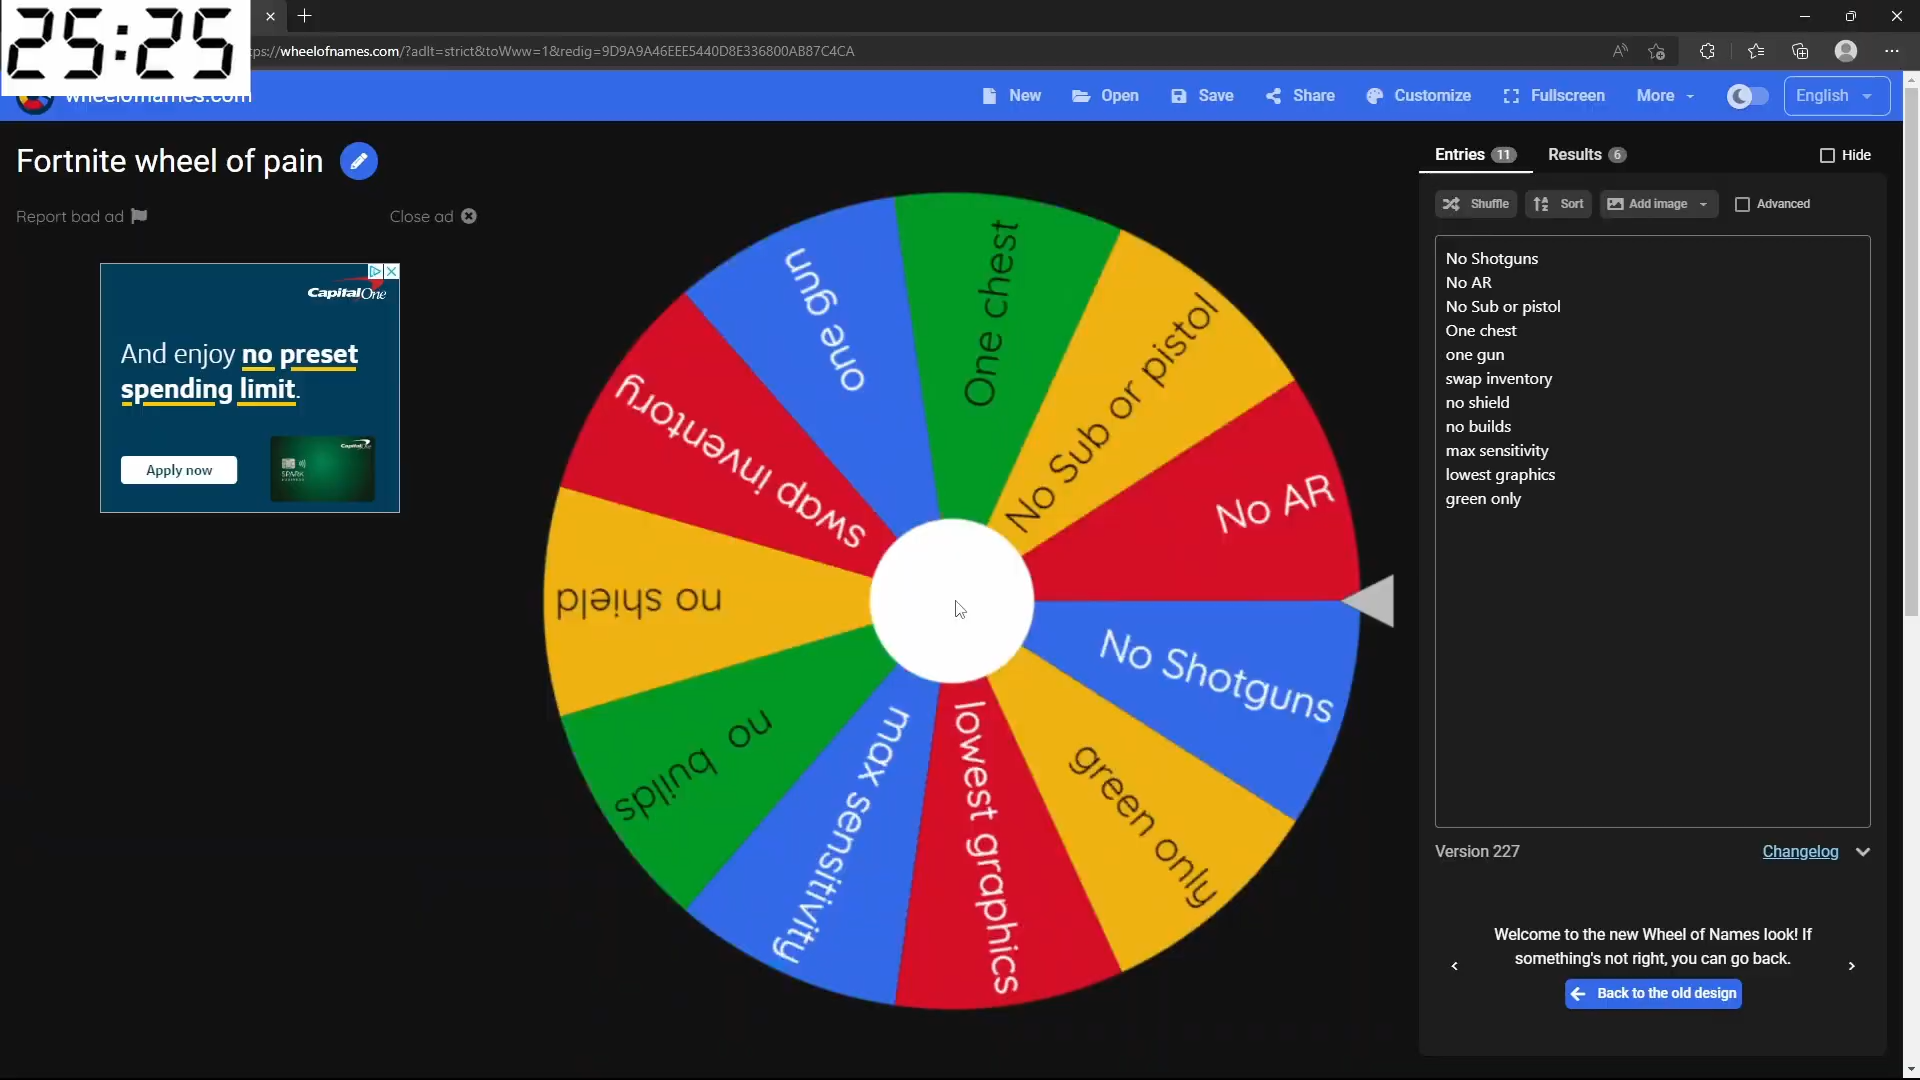 25:25
ps://wheelofnames.com/?adlt=strict&toWww=1&redig=9D9A9A46EEE5440D8E336800AB87C4CA
wheelofnames.com
New
Open
Save
Share
Customize
Fullscreen
More
English
Fortnite wheel of pain
Report bad ad
Close ad
CapitalOne
And enjoy no preset
spending limit.
Apply now
One chest
No Sub or pistol
No AR
No Shotguns
green only
lowest graphics
max sensitivity
no builds
no shield
swap inventory
one gun
Entries 11
Results 6
Hide
Shuffle
Sort
Add image
Advanced
No Shotguns
No AR
No Sub or pistol
One chest
one gun
swap inventory
no shield
no builds
max sensitivity
lowest graphics
green only
Version 227
Changelog
Welcome to the new Wheel of Names look! If
something's not right, you can go back.
Back to the old design